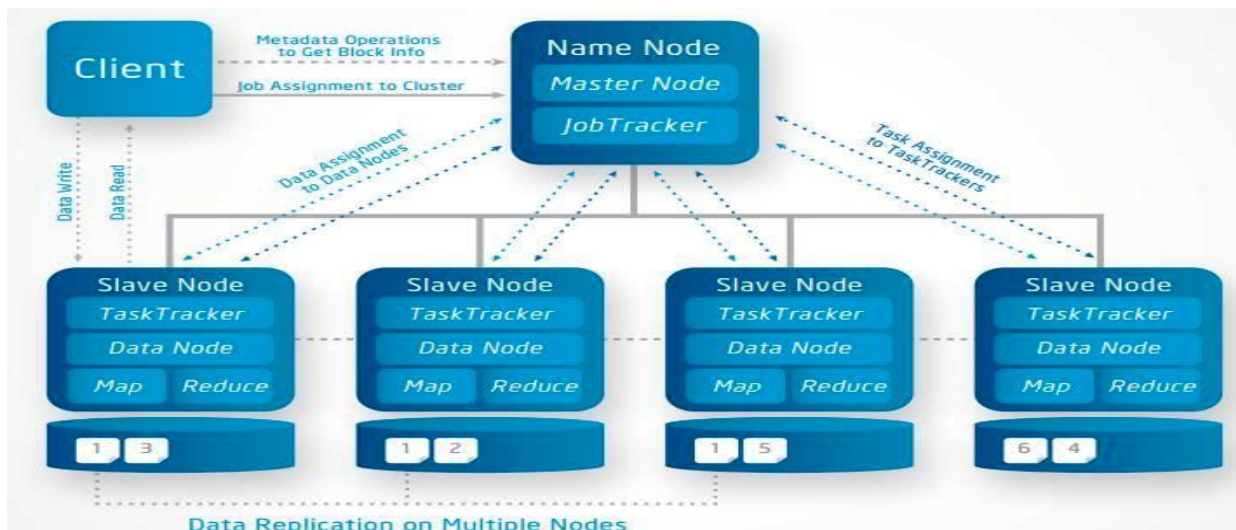 Client
Metadata Operations
to Get Block Info
Job Assignment to Cluster
Name Node
Master Node
JobTracker
Data Write
Data Read
Data Assignment
to Data Nodes
Task Assignment
to TaskTrackers
Slave Node
TaskTracker
Data Node
Map Reduce
1 3
Slave Node
TaskTracker
Data Node
Map Reduce
1 2
Slave Node
TaskTracker
Data Node
Map Reduce
1 5
Slave Node
TaskTracker
Data Node
Map Reduce
6 4
Data Replication on Multiple Nodes